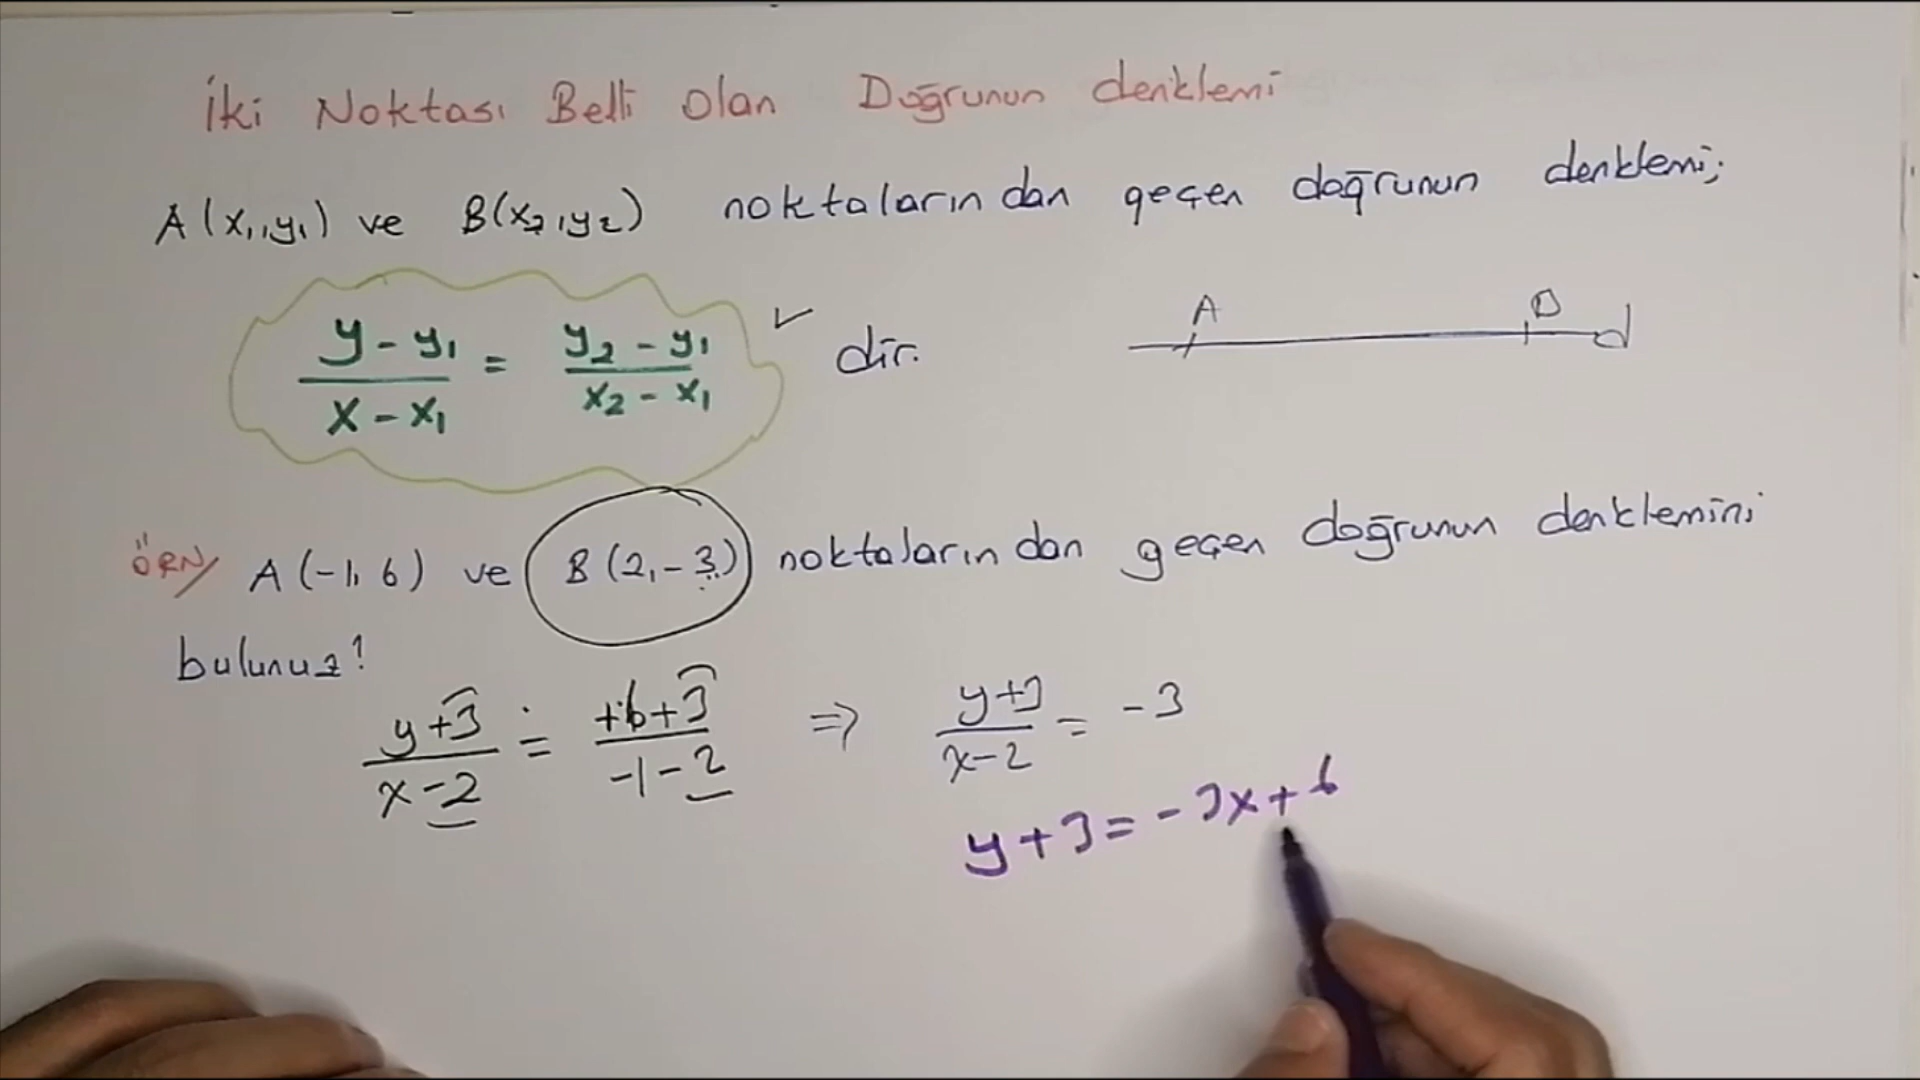 İki Noktası Belli Olan Doğrunun denklemi
A(x₁,y₁) ve B(x₂,y₂) noktalarından geçen doğrunun denklemi;
(y-y₁)/(x-x₁) = (y₂-y₁)/(x₂-x₁) ✓ dir.
A B d
ÖRN/ A(-1,6) ve B(2,-3) noktalarından geçen doğrunun denklemini
bulunuz?
(y+3)/(x-2) = (+6+3)/(-1-2) ⇒ (y+3)/(x-2) = -3
y+3=-3x+6